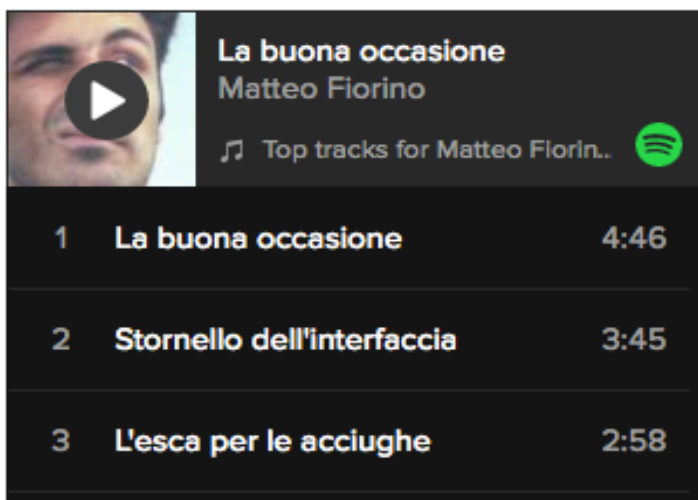 La buona occasione
Matteo Fiorino
Top tracks for Matteo Fiorin..
1 La buona occasione 4:46
2 Stornello dell'interfaccia 3:45
3 L'esca per le acciughe 2:58